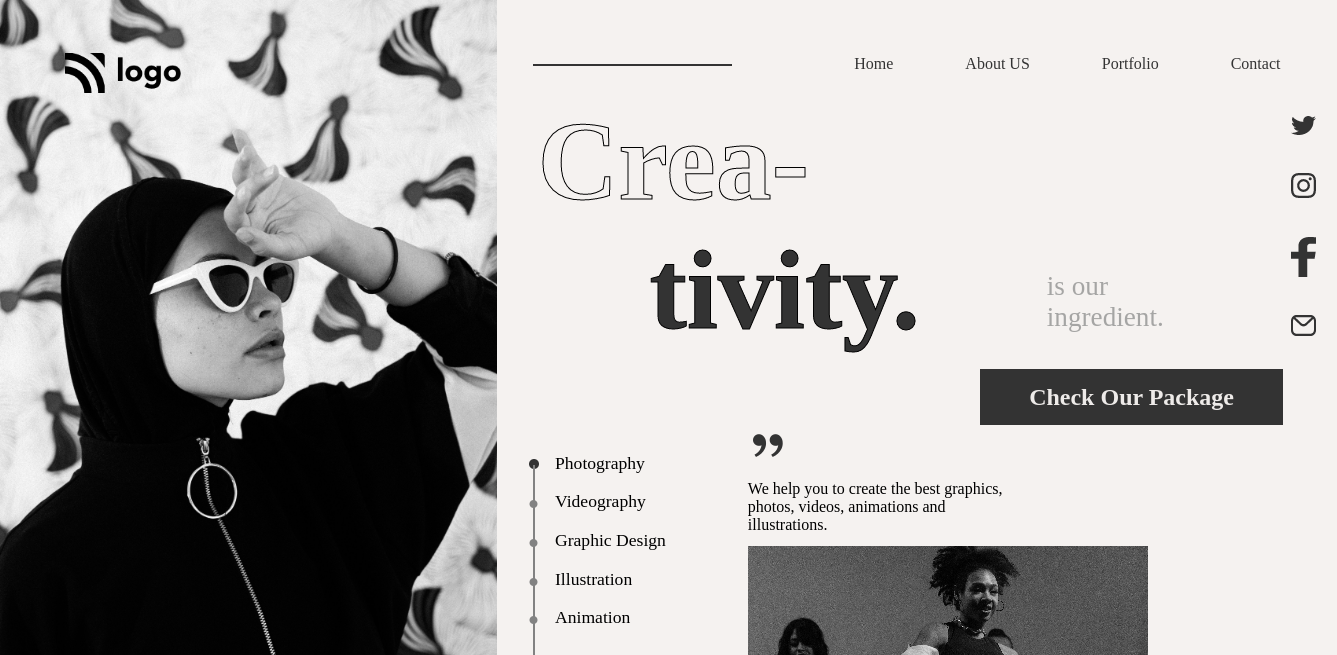 logo
Home About US Portfolio Contact
Crea-
tivity.
is our
ingredient.
Check Our Package
”
Photography
Videography
Graphic Design
Illustration
Animation
We help you to create the best graphics,
photos, videos, animations and
illustrations.